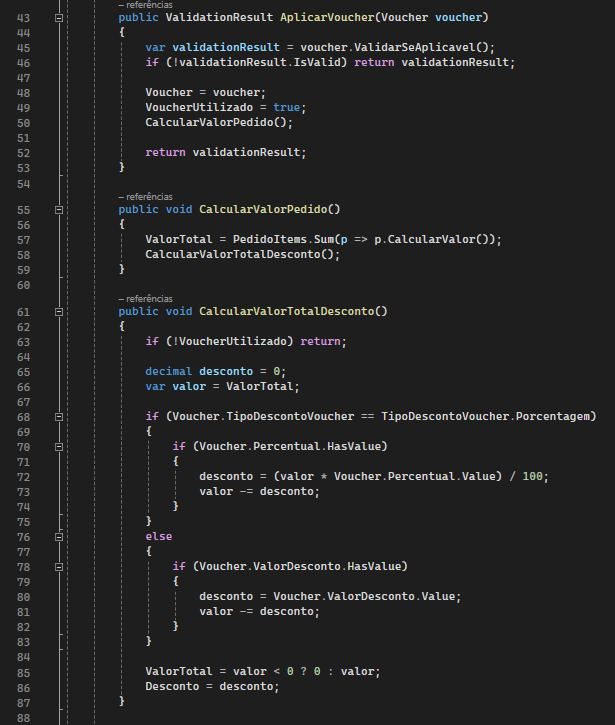 – referências
43 public ValidationResult AplicarVoucher(Voucher voucher)
44 {
45 var validationResult = voucher.ValidarSeAplicavel();
46 if (!validationResult.IsValid) return validationResult;
47
48 Voucher = voucher;
49 VoucherUtilizado = true;
50 CalcularValorPedido();
51
52 return validationResult;
53 }
54
– referências
55 public void CalcularValorPedido()
56 {
57 ValorTotal = PedidoItems.Sum(p => p.CalcularValor());
58 CalcularValorTotalDesconto();
59 }
60
– referências
61 public void CalcularValorTotalDesconto()
62 {
63 if (!VoucherUtilizado) return;
64
65 decimal desconto = 0;
66 var valor = ValorTotal;
67
68 if (Voucher.TipoDescontoVoucher == TipoDescontoVoucher.Porcentagem)
69 {
70 if (Voucher.Percentual.HasValue)
71 {
72 desconto = (valor * Voucher.Percentual.Value) / 100;
73 valor -= desconto;
74 }
75 }
76 else
77 {
78 if (Voucher.ValorDesconto.HasValue)
79 {
80 desconto = Voucher.ValorDesconto.Value;
81 valor -= desconto;
82 }
83 }
84
85 ValorTotal = valor < 0 ? 0 : valor;
86 Desconto = desconto;
87 }
88